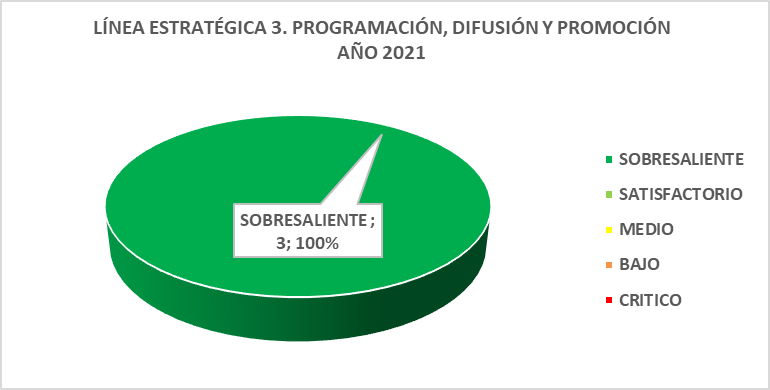 LÍNEA ESTRATÉGICA 3. PROGRAMACIÓN, DIFUSIÓN Y PROMOCIÓN
AÑO 2021
SOBRESALIENTE ;
3; 100%
SOBRESALIENTE
SATISFACTORIO
MEDIO
BAJO
CRITICO